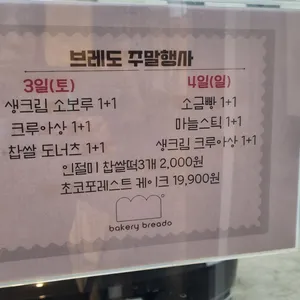 브레도 주말행사
3일(토) 4일(일)
생크림 소보루 1+1 소금빵 1+1
크루아상 1+1 마늘스틱 1+1
찹쌀 도너츠 1+1 생크림 크루아상 1+1
인절미 찹쌀떡3개 2,000원
초코포레스트 케이크 19,900원
bakery breado